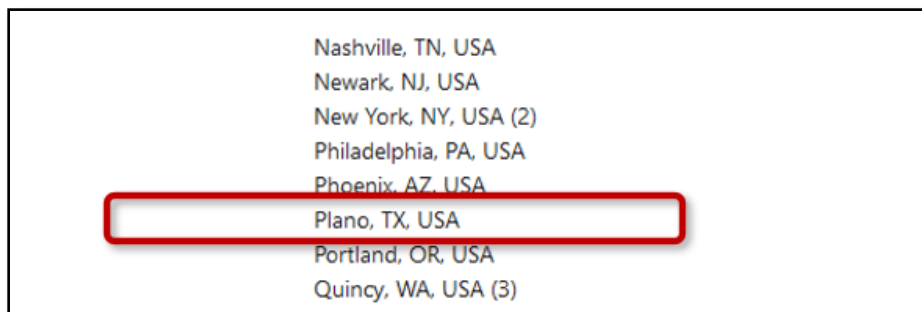 Nashville, TN, USA
Newark, NJ, USA
New York, NY, USA (2)
Philadelphia, PA, USA
Phoenix, AZ, USA
Plano, TX, USA
Portland, OR, USA
Quincy, WA, USA (3)